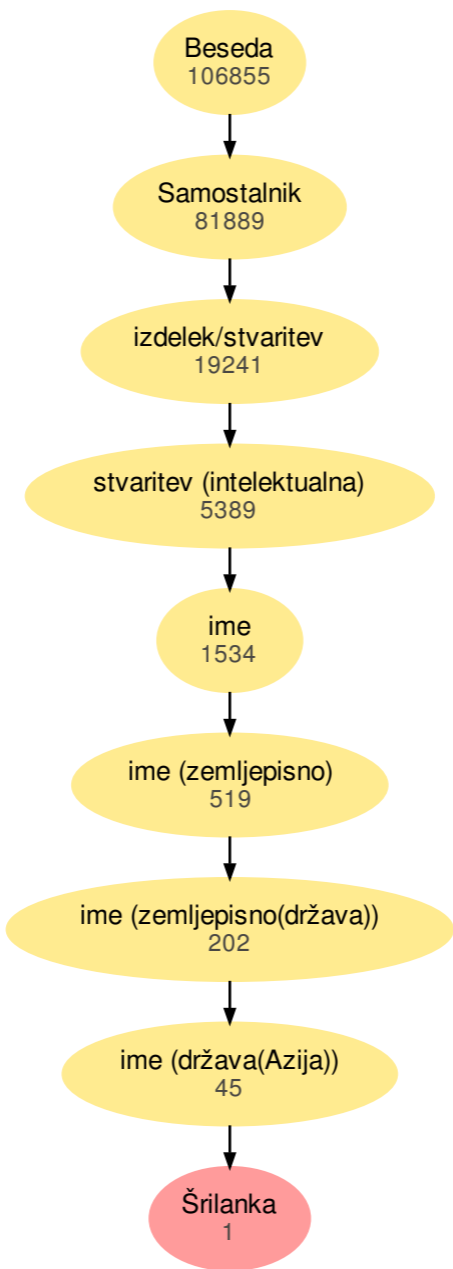 Beseda
106855
Samostalnik
81889
izdelek/stvaritev
19241
stvaritev (intelektualna)
5389
ime
1534
ime (zemljepisno)
519
ime (zemljepisno(država))
202
ime (država(Azija))
45
Šrilanka
1